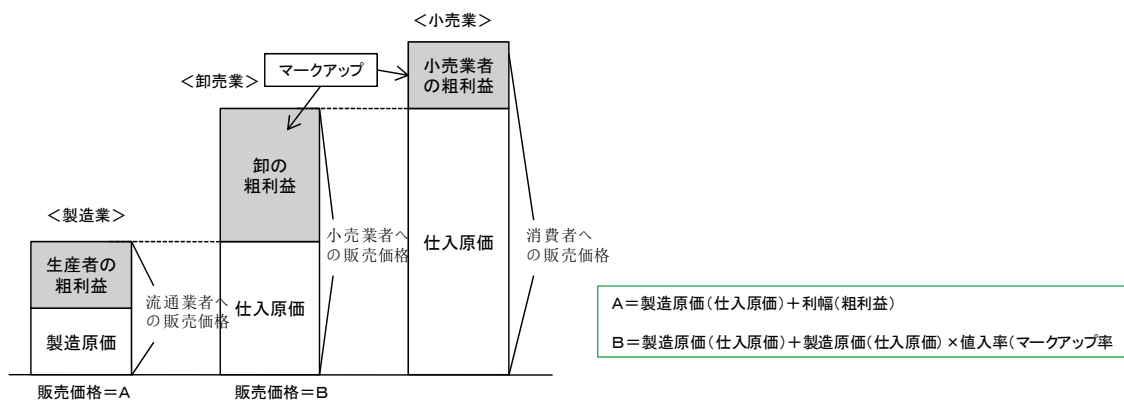 ＜小売業＞
マークアップ
＜卸売業＞
小売業者
の粗利益
卸の
粗利益
＜製造業＞
小売業者へ
の販売価格
仕入原価
消費者へ
の販売価格
生産者の
粗利益
流通業者へ
の販売価格
仕入原価
製造原価
A＝製造原価(仕入原価)＋利幅(粗利益)
B＝製造原価(仕入原価)＋製造原価(仕入原価)×値入率(マークアップ率
販売価格＝A
販売価格＝B